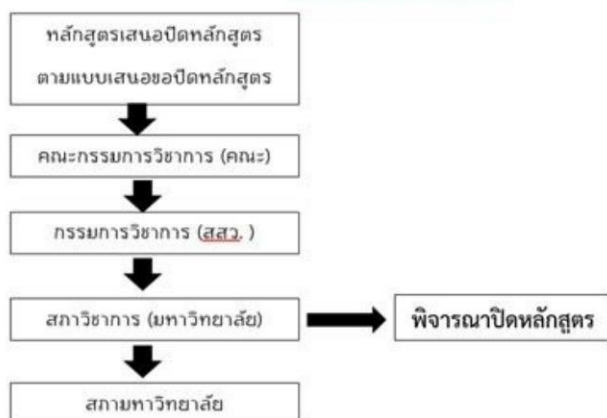 หลักสูตรเสนอปิดหลักสูตร
ตามแบบเสนอขอปิดหลักสูตร
คณะกรรมการวิชาการ (คณะ)
กรรมการวิชาการ (สสว. )
สภาวิชาการ (มหาวิทยาลัย)
พิจารณาปิดหลักสูตร
สภามหาวิทยาลัย